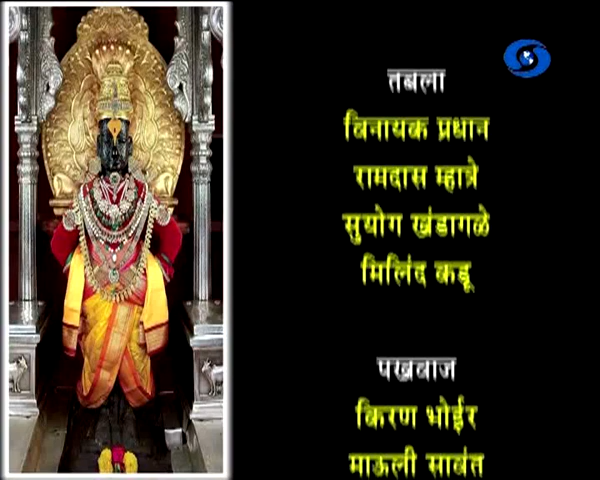 तबला
विनायक प्रधान
रामदास म्हात्रे
सुयोग खंडागळे
मिलिंद कडू
पखवाज
किरण भोईर
माऊली सावंत